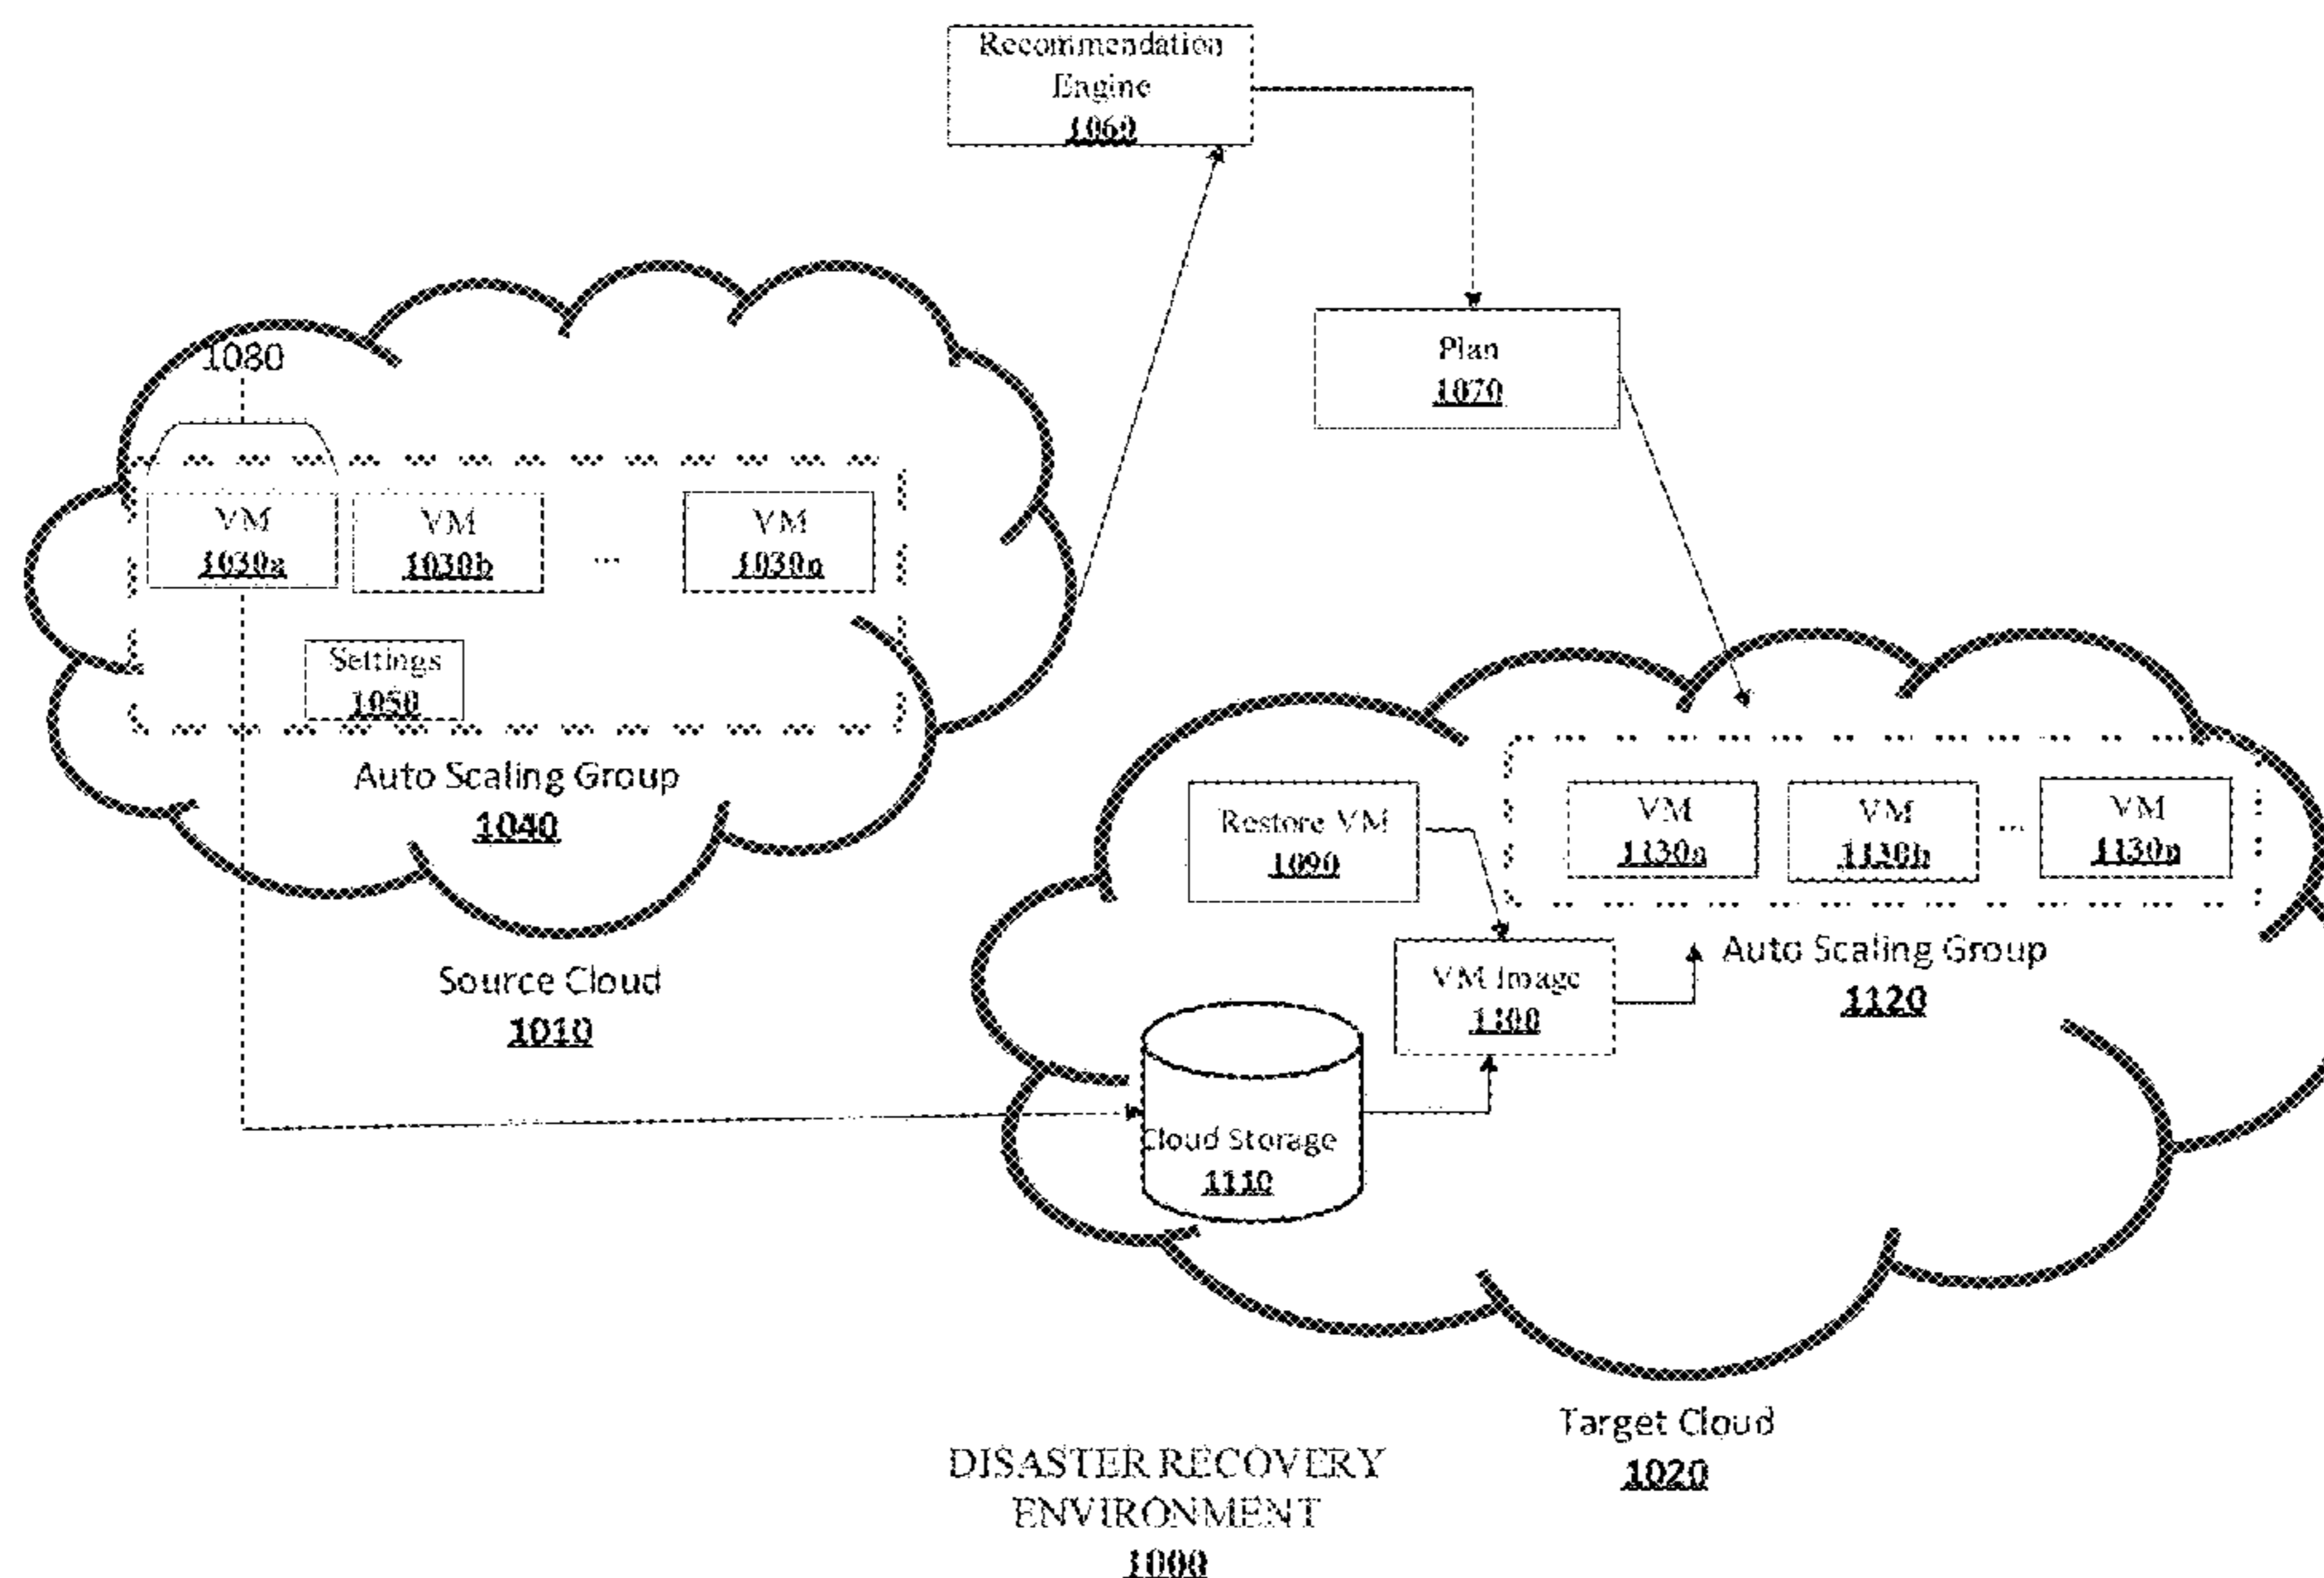 Recommendation
Engine
1060
Plan
1070
1080
VM
1030a
VM
1030b
...
VM
1030n
Settings
1050
Auto Scaling Group
1040
Source Cloud
1010
Restore VM
1090
VM
1130a
VM
1130b
...
VM
1130n
VM Image
1100
Auto Scaling Group
1120
Cloud Storage
1110
Target Cloud
1020
DISASTER RECOVERY
ENVIRONMENT
1000